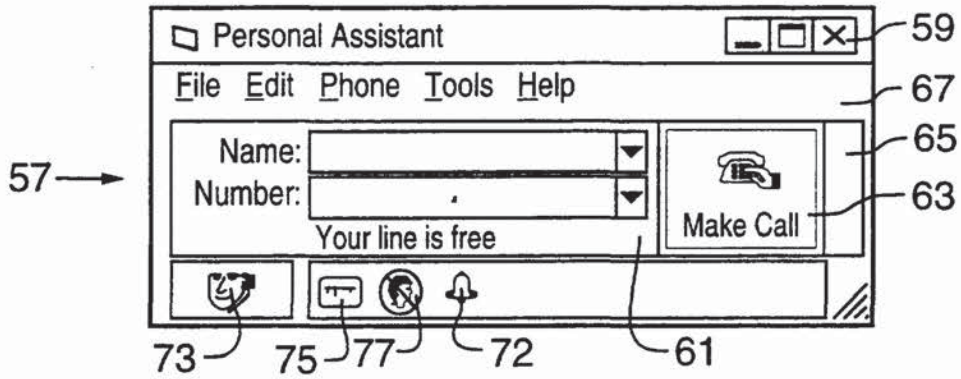 Personal Assistant
59
File Edit Phone Tools Help
67
65
Name:
57
Number:
63
Make Call
Your line is free
73
75
77
72
61